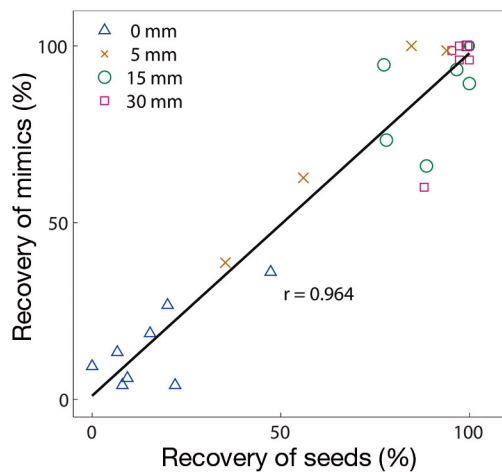 0 mm
5 mm
15 mm
30 mm
100
50
0
Recovery of mimics (%)
r = 0.964
0 50 100
Recovery of seeds (%)